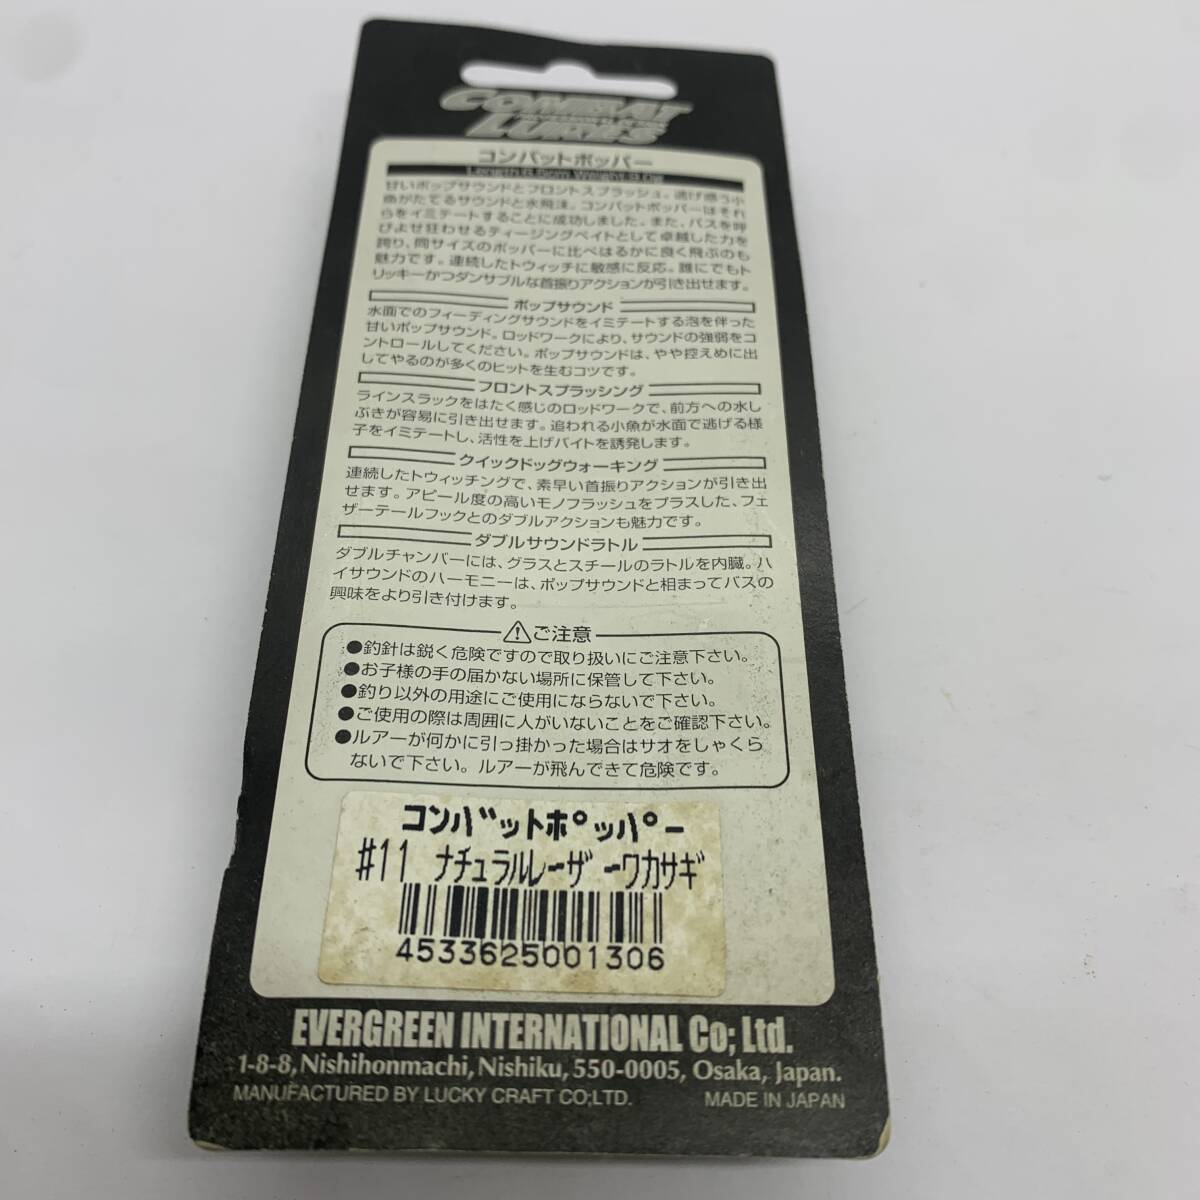 COMBAT
LURES
コンバットポッパー
Length:6.5cm Weight:9.0g
甘いポップサウンドとフロントスプラッシュ。逃げ惑う小
魚がたてるサウンドと水飛沫。コンバットポッパーはそれ
らをイミテートすることに成功しました。また、バスを呼
びよせ狂わせるティージングベイトとして卓越した力を
誇り、同サイズのポッパーに比べはるかに良く飛ぶのも
魅力です。連続したトウィッチに敏感に反応。誰にでもト
リッキーかつダンサブルな首振りアクションが引き出せます。
ポップサウンド
水面でのフィーディングサウンドをイミテートする泡を伴った
甘いポップサウンド。ロッドワークにより、サウンドの強弱をコ
ントロールしてください。ポップサウンドは、やや控えめに出
してやるのが多くのヒットを生むコツです。
フロントスプラッシング
ラインスラックをはたく感じのロッドワークで、前方への水し
ぶきが容易に引き出せます。追われる小魚が水面で逃げる様
子をイミテートし、活性を上げバイトを誘発します。
クイックドッグウォーキング
連続したトウィッチングで、素早い首振りアクションが引き出
せます。アピール度の高いモノフラッシュをプラスした、フェ
ザーテールフックとのダブルアクションも魅力です。
ダブルサウンドラトル
ダブルチャンバーには、グラスとスチールのラトルを内臓。ハ
イサウンドのハーモニーは、ポップサウンドと相まってバスの
興味をより引き付けます。
⚠ご注意
●釣針は鋭く危険ですので取り扱いにご注意下さい。
●お子様の手の届かない場所に保管して下さい。
●釣り以外の用途にご使用にならないで下さい。
●ご使用の際は周囲に人がいないことをご確認下さい。
●ルアーが何かに引っ掛かった場合はサオをしゃくら
ないで下さい。ルアーが飛んできて危険です。
コンバットポッパー
#11 ナチュラルレーザーワカサギ
4533625001306
EVERGREEN INTERNATIONAL Co; Ltd.
1-8-8, Nishihonmachi, Nishiku, 550-0005, Osaka, Japan.
MANUFACTURED BY LUCKY CRAFT CO;LTD. MADE IN JAPAN